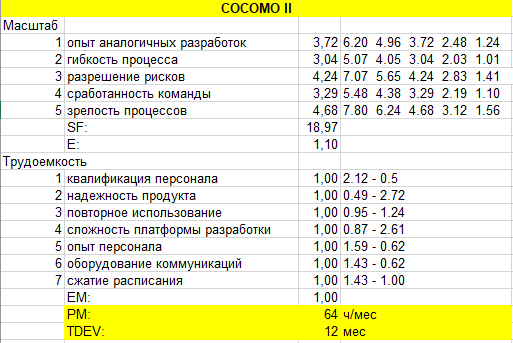 COCOMO II
Масштаб
1 опыт аналогичных разработок 3,72 6.20 4.96 3.72 2.48 1.24
2 гибкость процесса 3,04 5.07 4.05 3.04 2.03 1.01
3 разрешение рисков 4,24 7.07 5.65 4.24 2.83 1.41
4 сработанность команды 3,29 5.48 4.38 3.29 2.19 1.10
5 зрелость процессов 4,68 7.80 6.24 4.68 3.12 1.56
SF: 18,97
E: 1,10
Трудоемкость
1 квалификация персонала 1,00 2.12 - 0.5
2 надежность продукта 1,00 0.49 - 2.72
3 повторное использование 1,00 0.95 - 1.24
4 сложность платформы разработки 1,00 0.87 - 2.61
5 опыт персонала 1,00 1.59 - 0.62
6 оборудование коммуникаций 1,00 1.43 - 0.62
7 сжатие расписания 1,00 1.43 - 1.00
EM: 1,00
PM: 64 ч/мес
TDEV: 12 мес